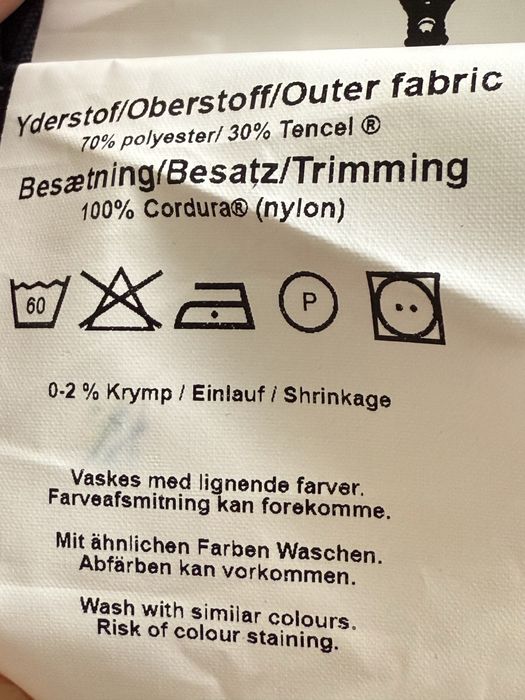 Yderstof/Oberstoff/Outer fabric
70% polyester/ 30% Tencel ®
Besætning/Besatz/Trimming
100% Cordura® (nylon)
60 P
0-2 % Krymp / Einlauf / Shrinkage
Vaskes med lignende farver.
Farveafsmitning kan forekomme.
Mit ähnlichen Farben Waschen.
Abfärben kan vorkommen.
Wash with similar colours.
Risk of colour staining.